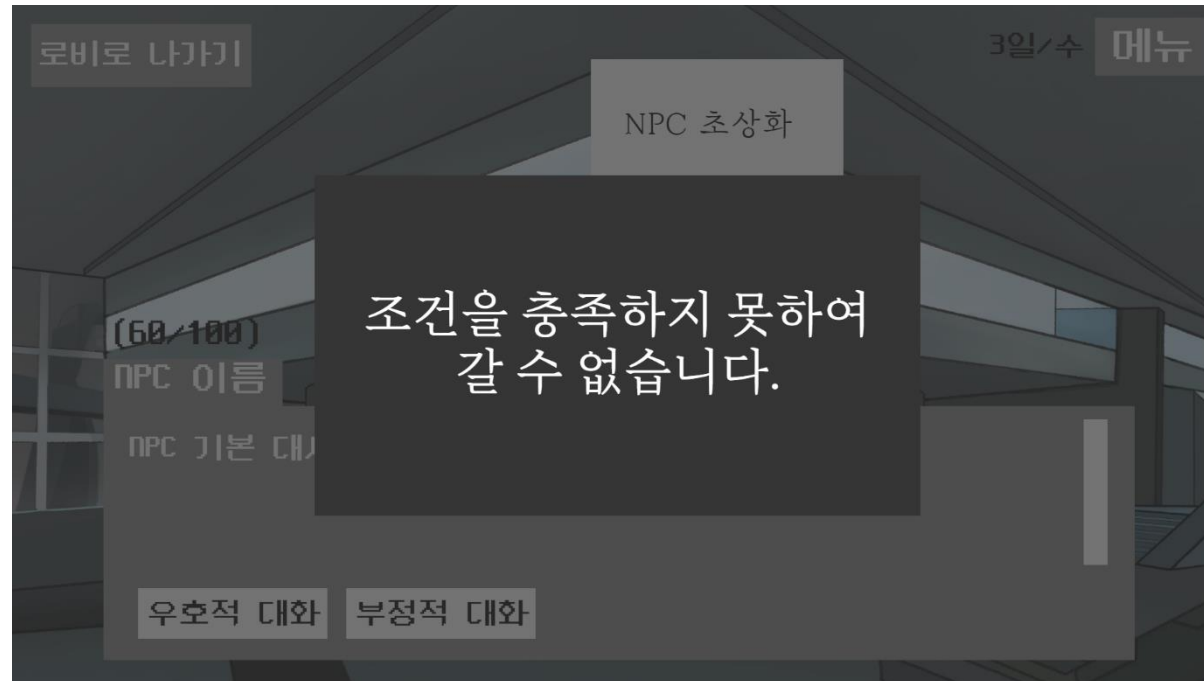 로비로 나가기
3일/수
메뉴
NPC 초상화
조건을 충족하지 못하여
갈 수 없습니다.
(60/100)
NPC 이름
NPC 기본
우호적 대화
부정적 대화